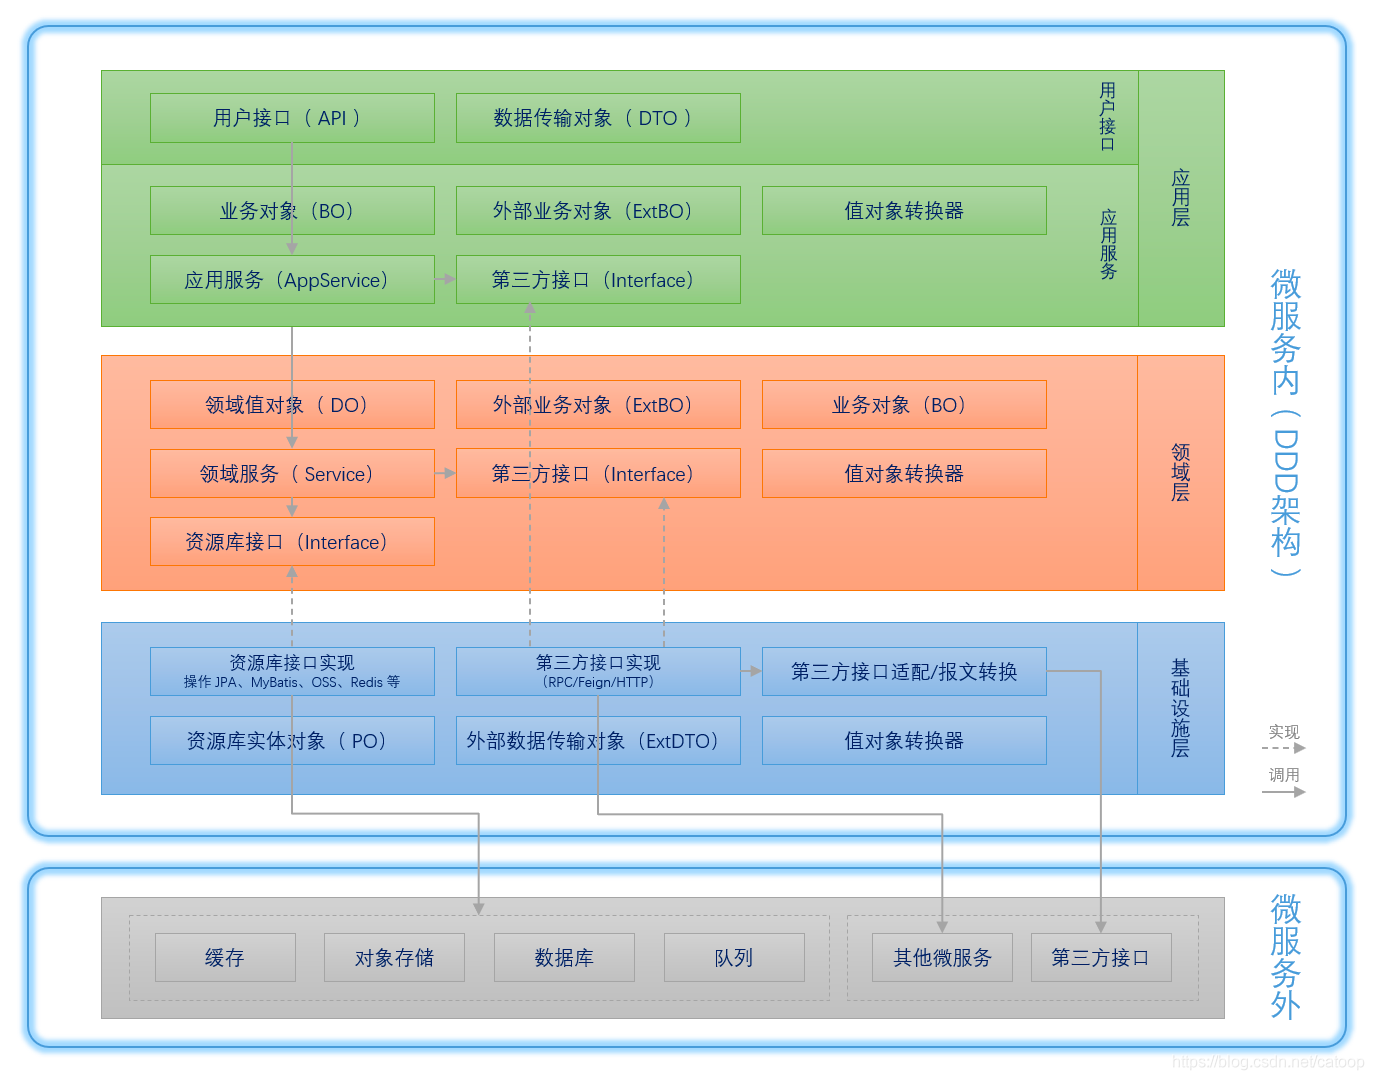 用户接口（ API ）
数据传输对象（ DTO ）
用户接口
业务对象（BO）
外部业务对象（ExtBO）
值对象转换器
应用服务（AppService）
第三方接口（Interface）
应用服务
应用层
领域值对象（ DO）
外部业务对象（ExtBO）
业务对象（BO）
领域服务（ Service）
第三方接口（Interface）
值对象转换器
资源库接口（Interface）
领域层
资源库接口实现
操作 JPA、MyBatis、OSS、Redis 等
第三方接口实现
（RPC/Feign/HTTP）
第三方接口适配/报文转换
资源库实体对象（ PO）
外部数据传输对象（ExtDTO）
值对象转换器
基础设施层
微服务内（DDD架构）
实现
调用
缓存
对象存储
数据库
队列
其他微服务
第三方接口
微服务外
https://blog.csdn.net/catoop